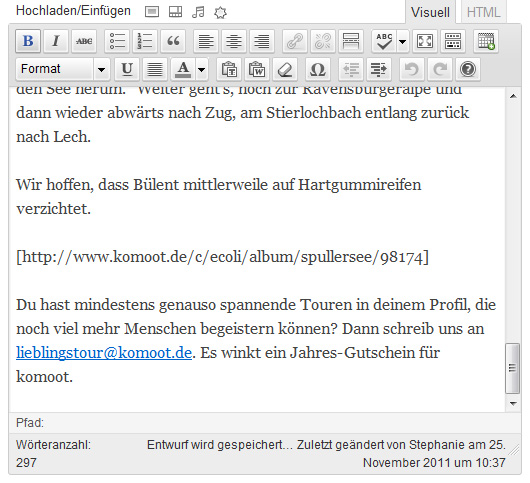 Hochladen/Einfügen
Visuell HTML
B I ABC ABC
Format U A T W Ω ?
den See herum. Weiter geht's, hoch zur Ravensburgeralpe und
dann wieder abwärts nach Zug, am Stierlochbach entlang zurück
nach Lech.
Wir hoffen, dass Bülent mittlerweile auf Hartgummireifen
verzichtet.
[http://www.komoot.de/c/ecoli/album/spullersee/98174]
Du hast mindestens genauso spannende Touren in deinem Profil, die
noch viel mehr Menschen begeistern können? Dann schreib uns an
lieblingstour@komoot.de. Es winkt ein Jahres-Gutschein für
komoot.
Pfad:
Wörteranzahl: Entwurf wird gespeichert… Zuletzt geändert von Stephanie am 25.
297 November 2011 um 10:37